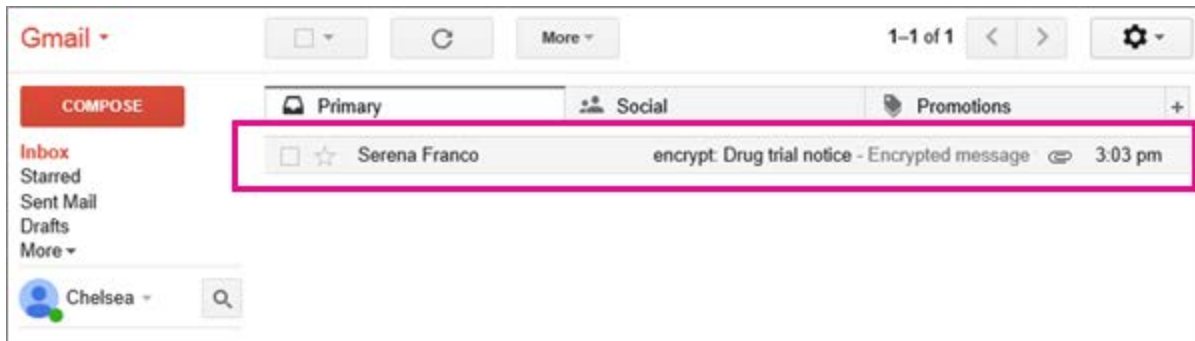 Gmail
More
1–1 of 1
COMPOSE
Primary
Social
Promotions
+
Inbox
Starred
Sent Mail
Drafts
More
Serena Franco encrypt: Drug trial notice - Encrypted message 3:03 pm
Chelsea